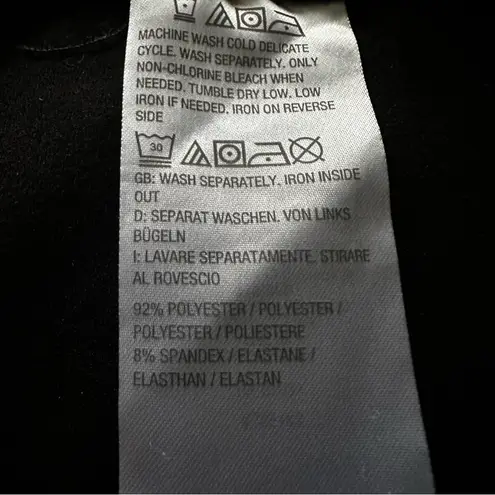 MACHINE WASH COLD DELICATE
CYCLE. WASH SEPARATELY. ONLY
NON-CHLORINE BLEACH WHEN
NEEDED. TUMBLE DRY LOW. LOW
IRON IF NEEDED. IRON ON REVERSE
SIDE
30
GB: WASH SEPARATELY. IRON INSIDE
OUT
D: SEPARAT WASCHEN. VON LINKS
BÜGELN
I: LAVARE SEPARATAMENTE. STIRARE
AL ROVESCIO
92% POLYESTER / POLYESTER /
POLYESTER / POLIESTERE
8% SPANDEX / ELASTANE /
ELASTHAN / ELASTAN